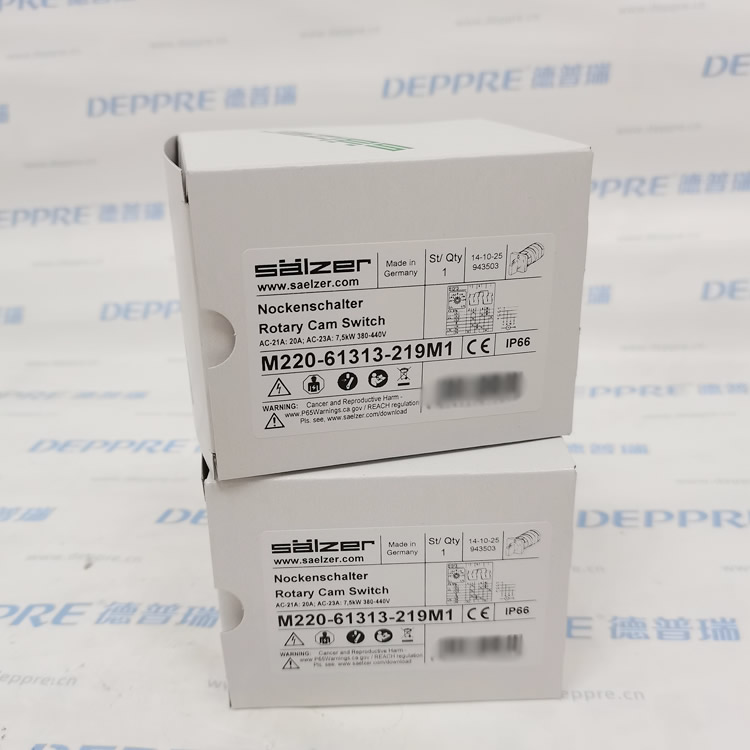 DEPPRE 德普瑞
DEPPRE 德普瑞
DEPPRE 德普瑞
sälzer
www.saelzer.com
Made in
Germany
St/ Qty
1
14-10-25
943503
Nockenschalter
Rotary Cam Switch
AC-21A: 20A; AC-23A: 7,5kW 380-440V
M220-61313-219M1
CE
IP66
WARNING: Cancer and Reproductive Harm -
www.P65Warnings.ca.gov / REACH regulation
Pls. see. www.saelzer.com/download
sälzer
www.saelzer.com
Made in
Germany
St/ Qty
1
14-10-25
943503
Nockenschalter
Rotary Cam Switch
AC-21A: 20A; AC-23A: 7,5kW 380-440V
M220-61313-219M1
CE
IP66
WARNING: Cancer and Reproductive Harm -
www.P65Warnings.ca.gov / REACH regulation
Pls. see. www.saelzer.com/download
DEPPRE
DEPPRE 德普瑞